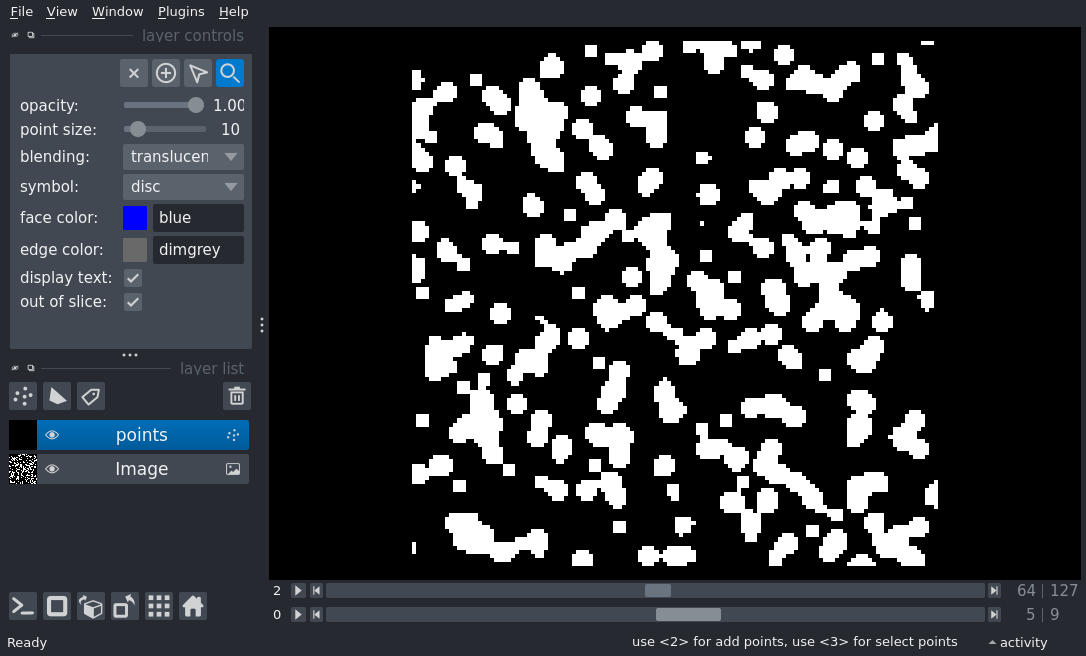 File View Window Plugins Help
layer controls
opacity: 1.00
point size: 10
blending: translucen
symbol: disc
face color: blue
edge color: dimgrey
display text:
out of slice:
layer list
points
Image
2 64 | 127
0 5 | 9
Ready use <2> for add points, use <3> for select points activity